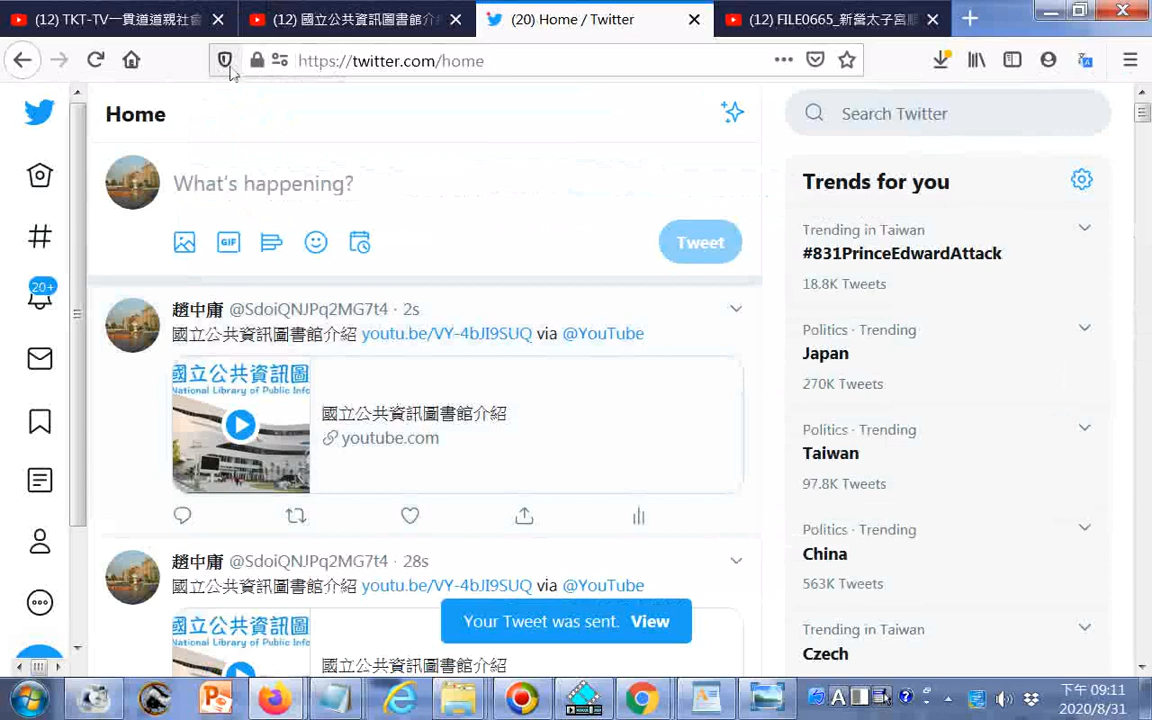 (12) TKT-TV一貫道道親社會
(12) 國立公共資訊圖書館介紹
(20) Home / Twitter
(12) FILE0665_新營太子宮
https://twitter.com/home
Home
Search Twitter
What's happening?
GIF
Tweet
Trends for you
Trending in Taiwan
#831PrinceEdwardAttack
18.8K Tweets
20+
趙中庸 @SdoiQNJPq2MG7t4 · 2s
國立公共資訊圖書館介紹 youtu.be/VY-4bJI9SUQ via @YouTube
Politics · Trending
Japan
270K Tweets
國立公共資訊圖
National Library of Public Info
國立公共資訊圖書館介紹
youtube.com
Politics · Trending
Taiwan
97.8K Tweets
Politics · Trending
China
563K Tweets
趙中庸 @SdoiQNJPq2MG7t4 · 28s
國立公共資訊圖書館介紹 youtu.be/VY-4bJI9SUQ via @YouTube
國立公共資訊圖
National Library of Public Info
國立公共資訊圖書館介紹
Your Tweet was sent. View
Trending in Taiwan
Czech
A
下午 09:11
2020/8/31